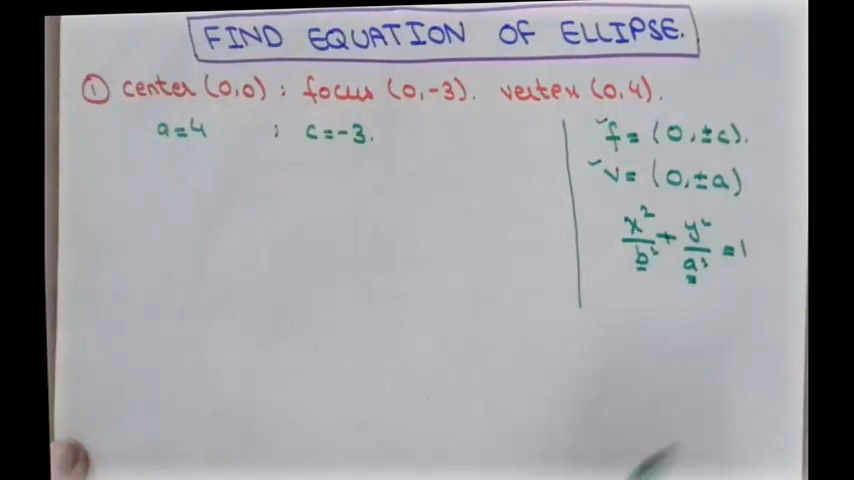 FIND EQUATION OF ELLIPSE.
① center (0,0) ; focus (0,-3). vertex (0,4).
a=4 ; c=-3.
f = (0, ±c).
v = (0, ±a)
x²/b² + y²/a² = 1